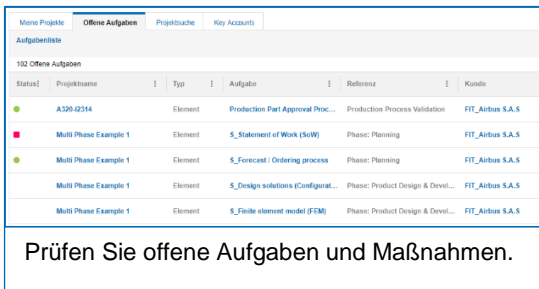 Meine Projekte Offene Aufgaben Projektsuche Key Accounts
Aufgabenliste
102 Offene Aufgaben
Status Projektname Typ Aufgabe Referenz Kunde
A320-I2314 Element Production Part Approval Proc... Production Process Validation FIT_Airbus S.A.S
Multi Phase Example 1 Element S_Statement of Work (SoW) Phase: Planning FIT_Airbus S.A.S
Multi Phase Example 1 Element S_Forecast / Ordering process Phase: Planning FIT_Airbus S.A.S
Multi Phase Example 1 Element S_Design solutions (Configurat... Phase: Product Design & Devel... FIT_Airbus S.A.S
Multi Phase Example 1 Element S_Finite element model (FEM) Phase: Product Design & Devel... FIT_Airbus S.A.S
Prüfen Sie offene Aufgaben und Maßnahmen.